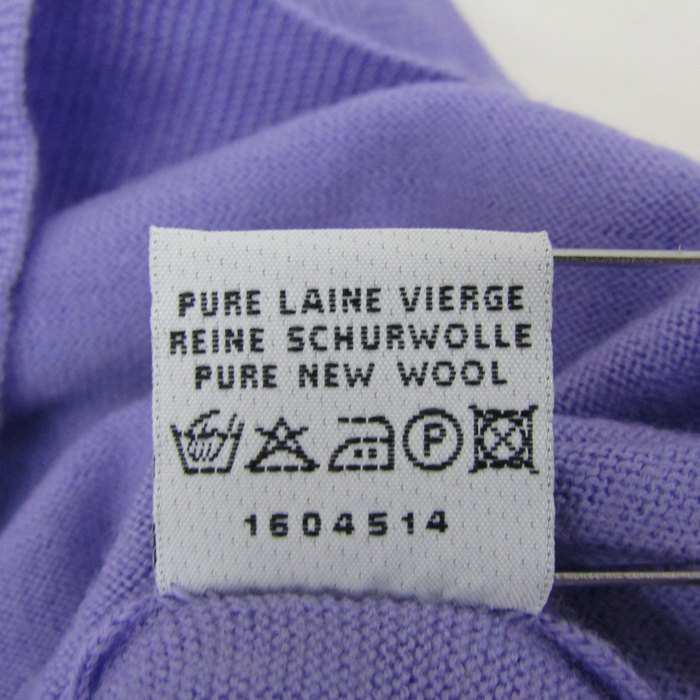 PURE LAINE VIERGE
REINE SCHURWOLLE
PURE NEW WOOL
P
1604514